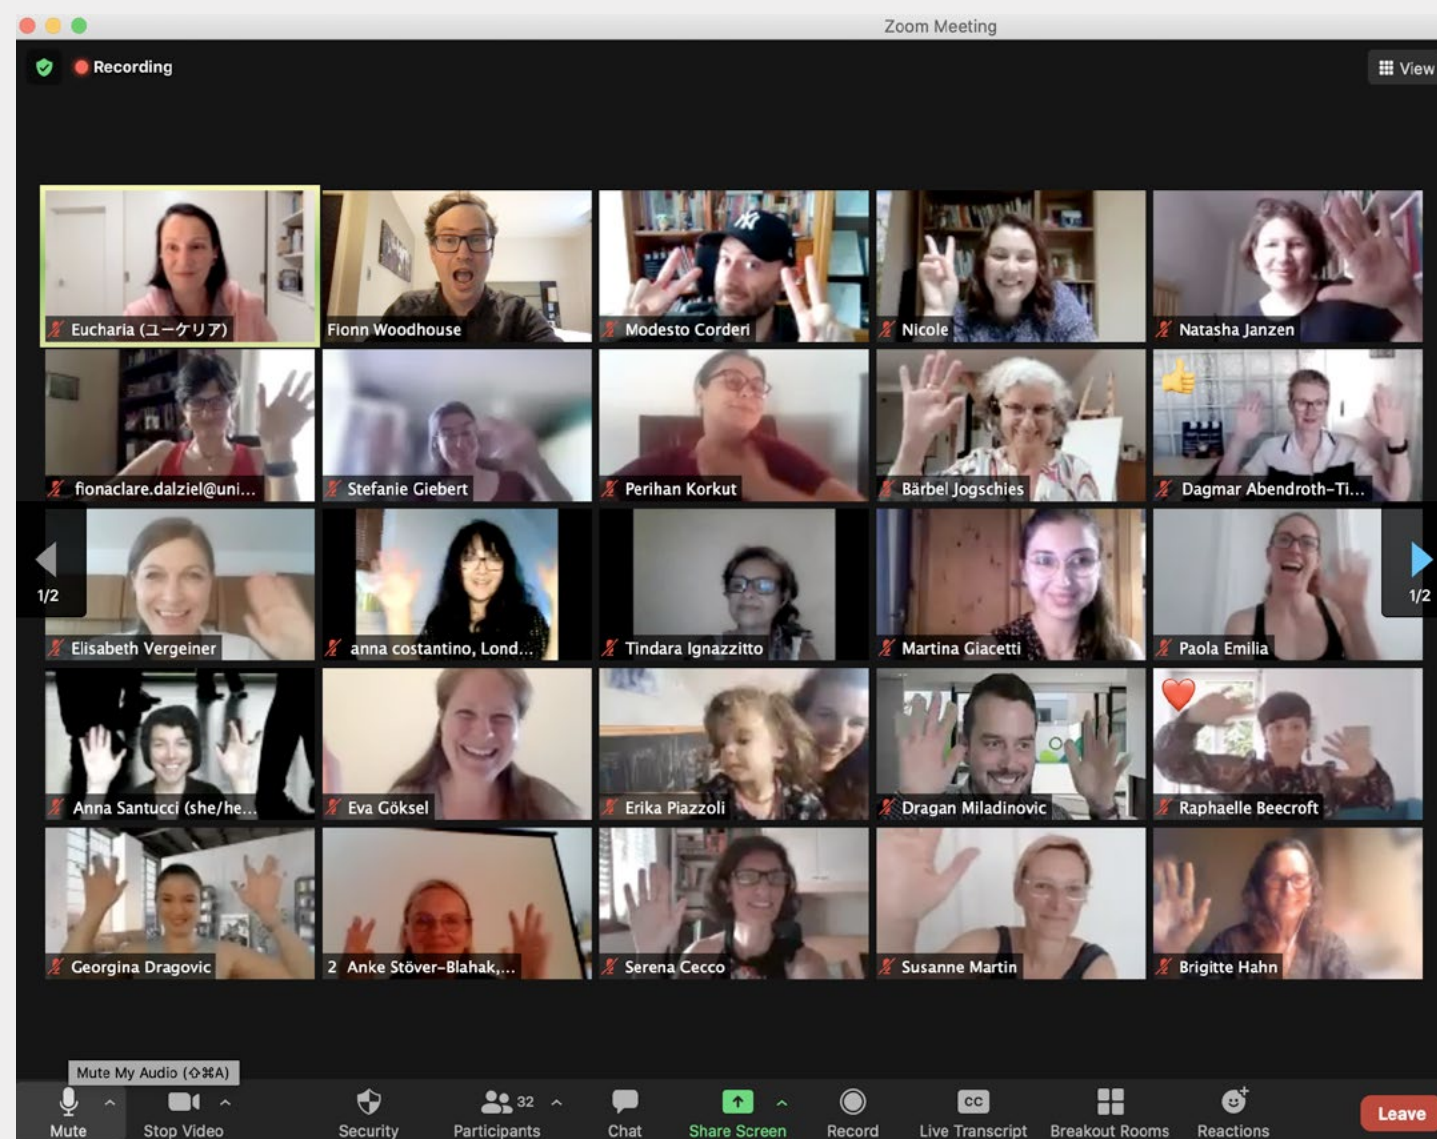 Zoom Meeting
Recording
View
Eucharia (ユーケリア)
Fionn Woodhouse
Modesto Corderi
Nicole
Natasha Janzen
fionaclare.dalziel@uni...
Stefanie Giebert
Perihan Korkut
Bärbel Jogschies
Dagmar Abendroth-Ti...
1/2
Elisabeth Vergeiner
anna costantino, Lond...
Tindara Ignazzitto
Martina Giacetti
Paola Emilia
1/2
Anna Santucci (she/he...
Eva Göksel
Erika Piazzoli
Dragan Miladinovic
Raphaelle Beecroft
Georgina Dragovic
2 Anke Stöver-Blahak,...
Serena Cecco
Susanne Martin
Brigitte Hahn
Mute My Audio (⇧⌘A)
32
CC
Mute
Stop Video
Security
Participants
Chat
Share Screen
Record
Live Transcript
Breakout Rooms
Reactions
Leave